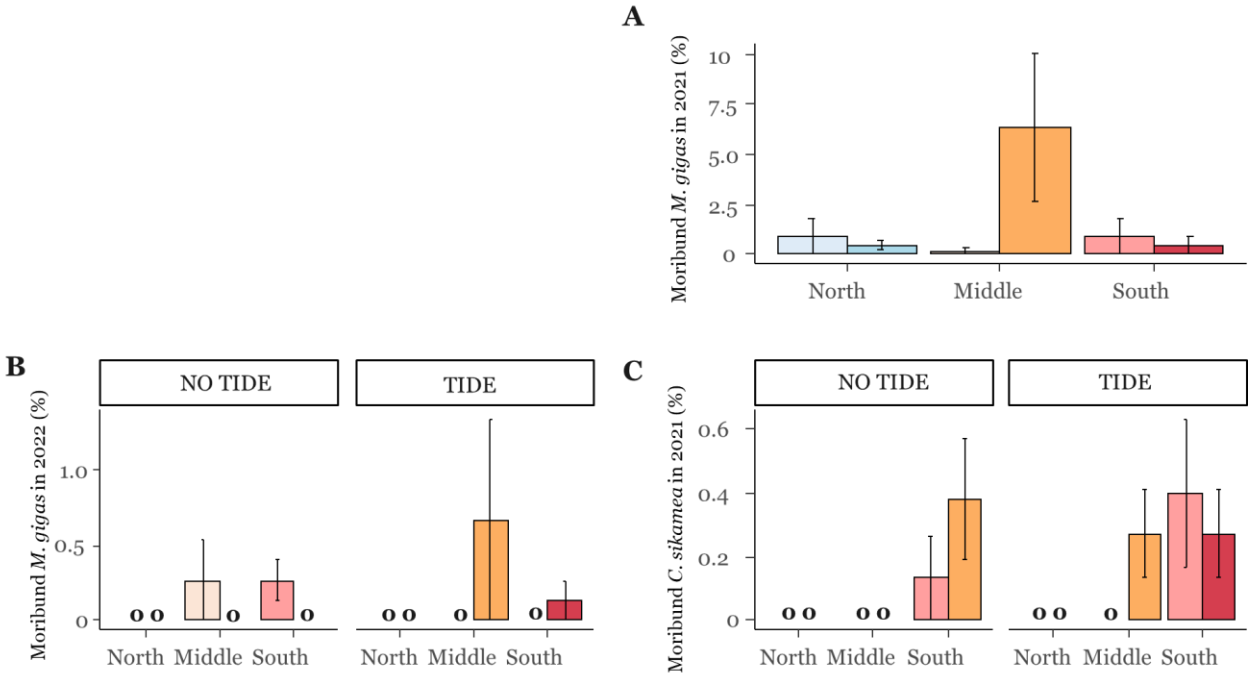 A
Moribund M. gigas in 2021 (%)
10
7.5
5.0
2.5
0
North Middle South
B
Moribund M. gigas in 2022 (%)
NO TIDE TIDE
1.0
0.5
0
0 0 0 0 0 0 0 0
North Middle South North Middle South
C
Moribund C. sikamea in 2021 (%)
NO TIDE TIDE
0.6
0.4
0.2
0
0 0 0 0 0 0 0
North Middle South North Middle South